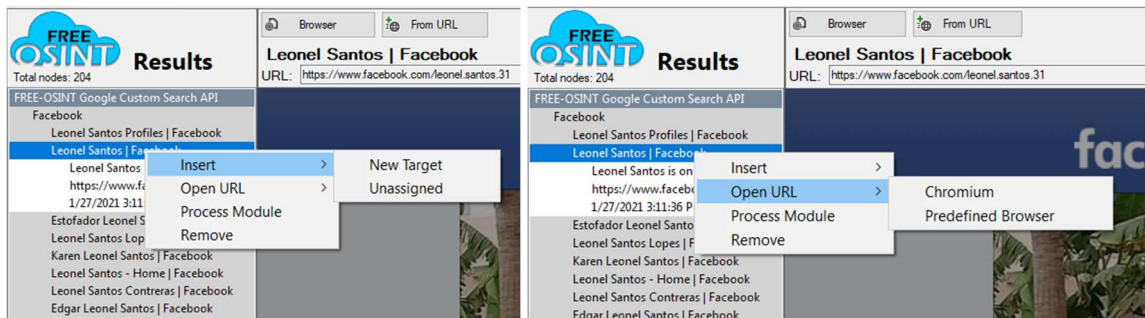 FREE
OSINT
Results
Total nodes: 204
Browser
From URL
Leonel Santos | Facebook
URL: https://www.facebook.com/leonel.santos.31
FREE-OSINT Google Custom Search API
Facebook
Leonel Santos Profiles | Facebook
Leonel Santos | Facebook
Leonel Santos
https://www.fa
1/27/2021 3:11
Estofador Leonel S
Leonel Santos Lop
Karen Leonel Santos | Facebook
Leonel Santos - Home | Facebook
Leonel Santos Contreras | Facebook
Edgar Leonel Santos | Facebook
Insert >
Open URL >
Process Module
Remove
New Target
Unassigned
FREE
OSINT
Results
Total nodes: 204
Browser
From URL
Leonel Santos | Facebook
URL: https://www.facebook.com/leonel.santos.31
FREE-OSINT Google Custom Search API
Facebook
Leonel Santos Profiles | Facebook
Leonel Santos | Facebook
Leonel Santos is on
https://www.facebo
1/27/2021 3:11:36 P
Estofador Leonel Santo
Leonel Santos Lopes | F
Karen Leonel Santos | Facebook
Leonel Santos - Home | Facebook
Leonel Santos Contreras | Facebook
Edgar Leonel Santos | Facebook
Insert >
Open URL >
Process Module
Remove
Chromium
Predefined Browser
fac